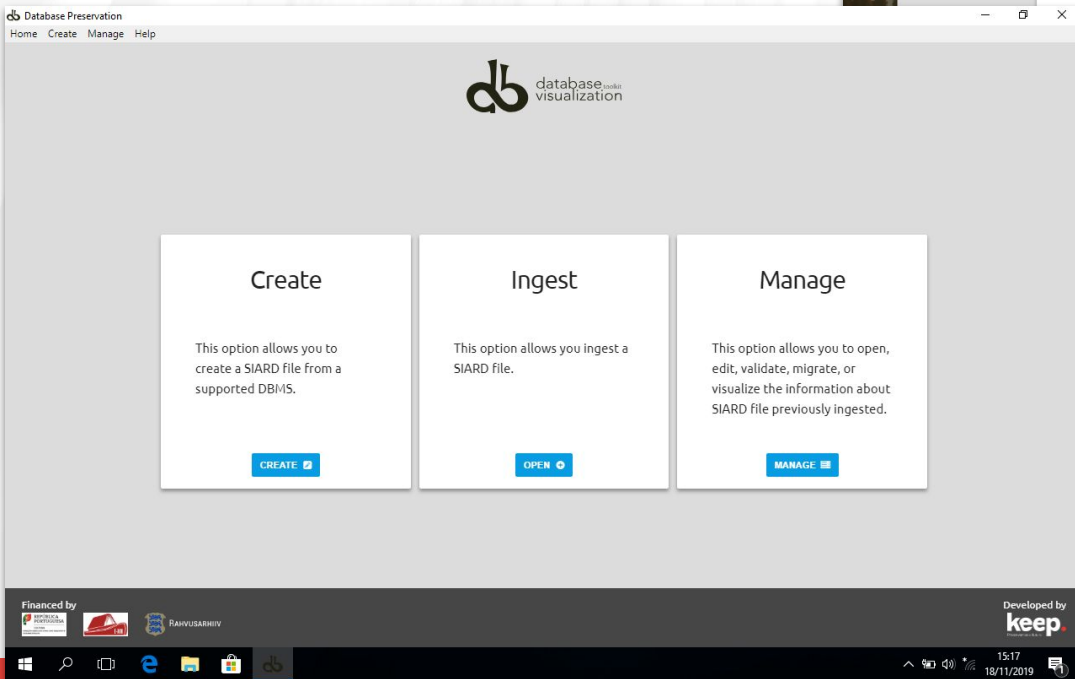 Database Preservation
Home Create Manage Help
database toolkit
visualization
Create
This option allows you to
create a SIARD file from a
supported DBMS.
CREATE
Ingest
This option allows you ingest a
SIARD file.
OPEN
Manage
This option allows you to open,
edit, validate, migrate, or
visualize the information about
SIARD file previously ingested.
MANAGE
Financed by
REPÚBLICA
PORTUGUESA
RAHVUSARHIIV
Developed by
keep.
15:17
18/11/2019
1